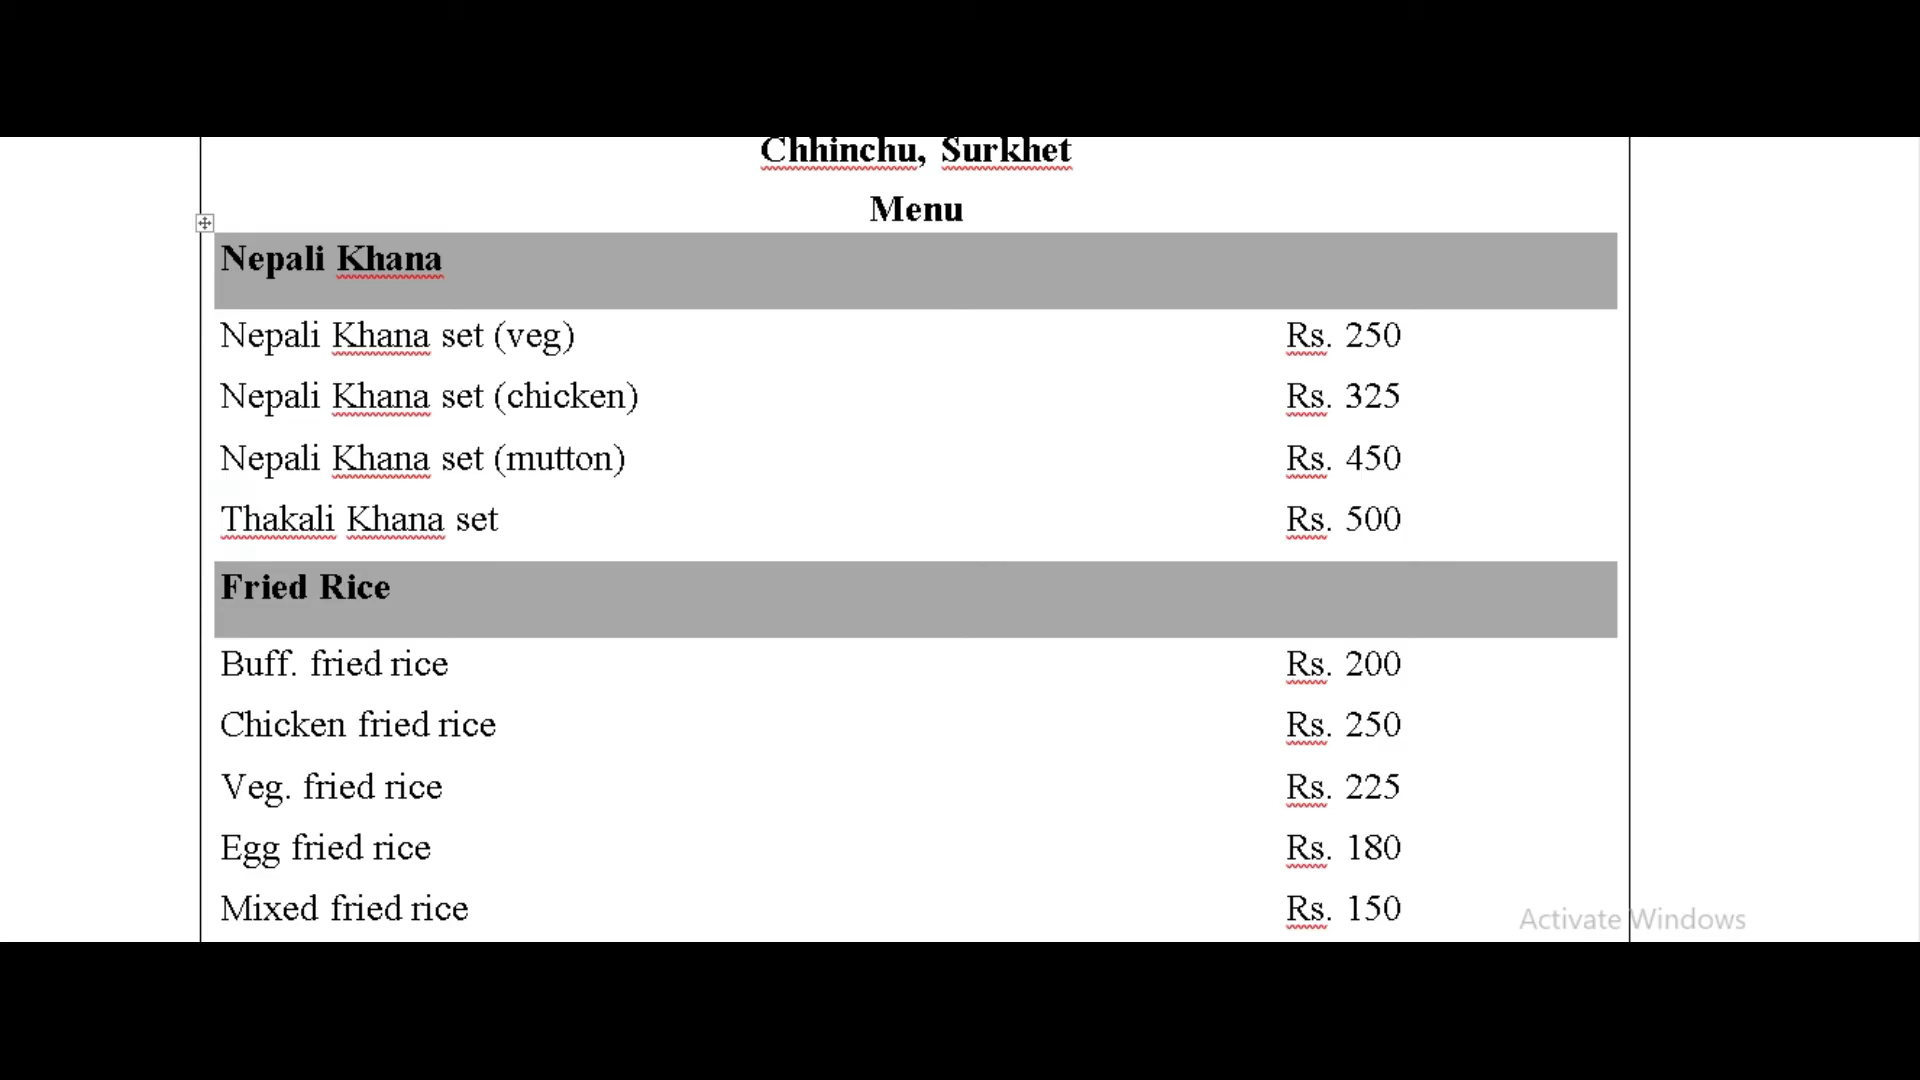 Chhinchu, Surkhet
Menu
Nepali Khana
Nepali Khana set (veg) Rs. 250
Nepali Khana set (chicken) Rs. 325
Nepali Khana set (mutton) Rs. 450
Thakali Khana set Rs. 500
Fried Rice
Buff. fried rice Rs. 200
Chicken fried rice Rs. 250
Veg. fried rice Rs. 225
Egg fried rice Rs. 180
Mixed fried rice Rs. 150
Activate Windows